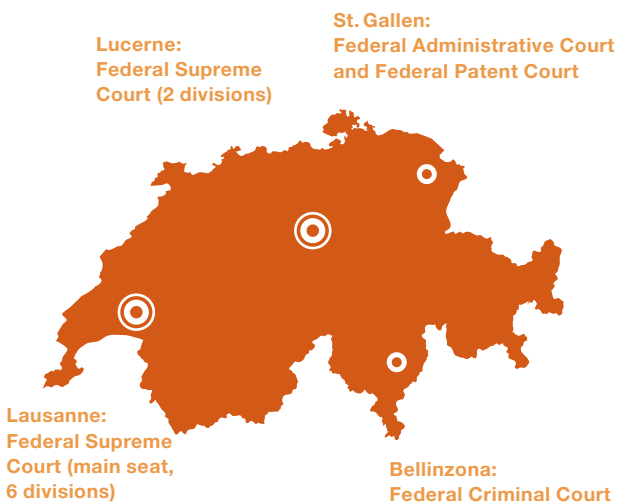 Lucerne:
Federal Supreme
Court (2 divisions)
St. Gallen:
Federal Administrative Court
and Federal Patent Court
Lausanne:
Federal Supreme
Court (main seat,
6 divisions)
Bellinzona:
Federal Criminal Court